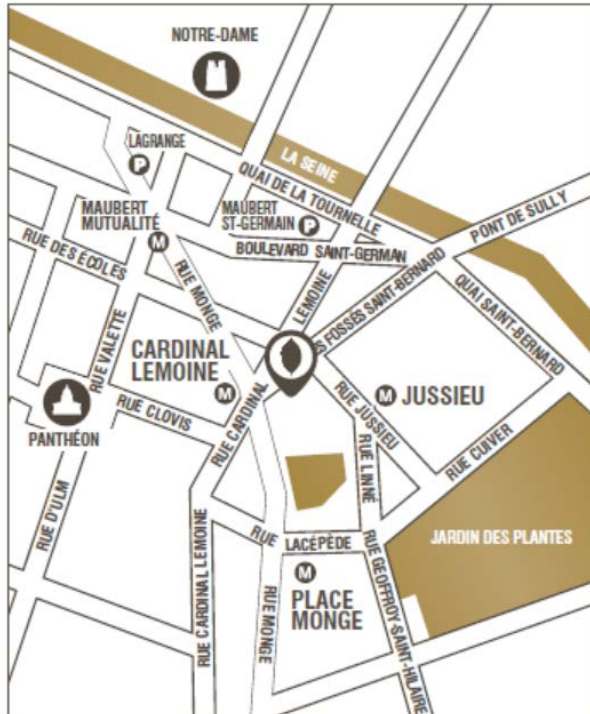 NOTRE-DAME
LAGRANGE
P
LA SEINE
QUAI DE LA TOURNELLE
PONT DE SULLY
MAUBERT
MUTUALITÉ
M
MAUBERT
ST-GERMAIN
P
BOULEVARD SAINT-GERMAN
RUE DES ÉCOLES
RUE MONGE
LEMOINE
S FOSSÉS SAINT-BERNARD
QUAI SAINT-BERNARD
RUE VALETTE
CARDINAL
LEMOINE
M
RUE CARDINAL
M JUSSIEU
RUE JUSSIEU
PANTHÉON
RUE CLOVIS
RUE LINNÉ
RUE CUIVER
RUE D'ULM
RUE CARDINAL LEMOINE
RUE LACÉPÈDE
JARDIN DES PLANTES
M
PLACE
MONGE
RUE MONGE
RUE GEOFFROY-SAINT-HILAIRE